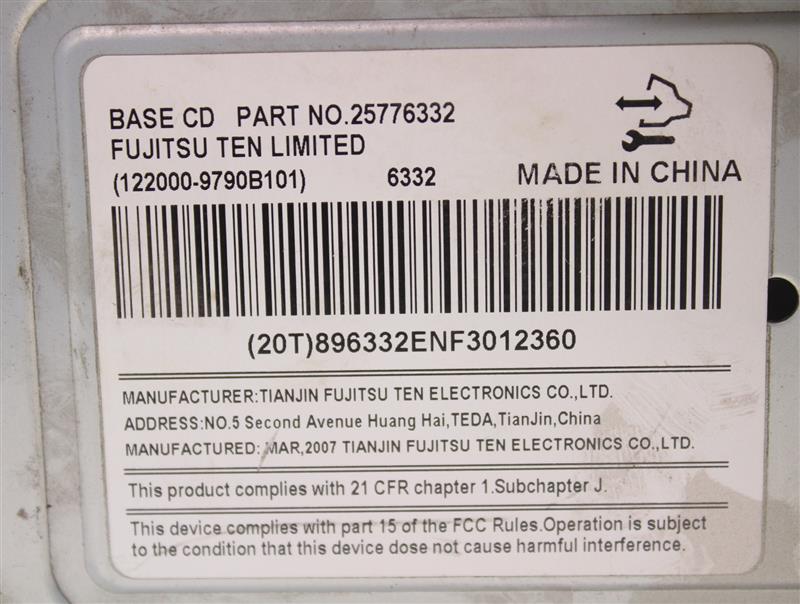 BASE CD PART NO.25776332
FUJITSU TEN LIMITED
(122000-9790B101) 6332 MADE IN CHINA
(20T)896332ENF3012360
MANUFACTURER:TIANJIN FUJITSU TEN ELECTRONICS CO.,LTD.
ADDRESS:NO.5 Second Avenue Huang Hai,TEDA,TianJin,China
MANUFACTURED: MAR,2007 TIANJIN FUJITSU TEN ELECTRONICS CO.,LTD.
This product complies with 21 CFR chapter 1.Subchapter J.
This device complies with part 15 of the FCC Rules.Operation is subject
to the condition that this device dose not cause harmful interference.